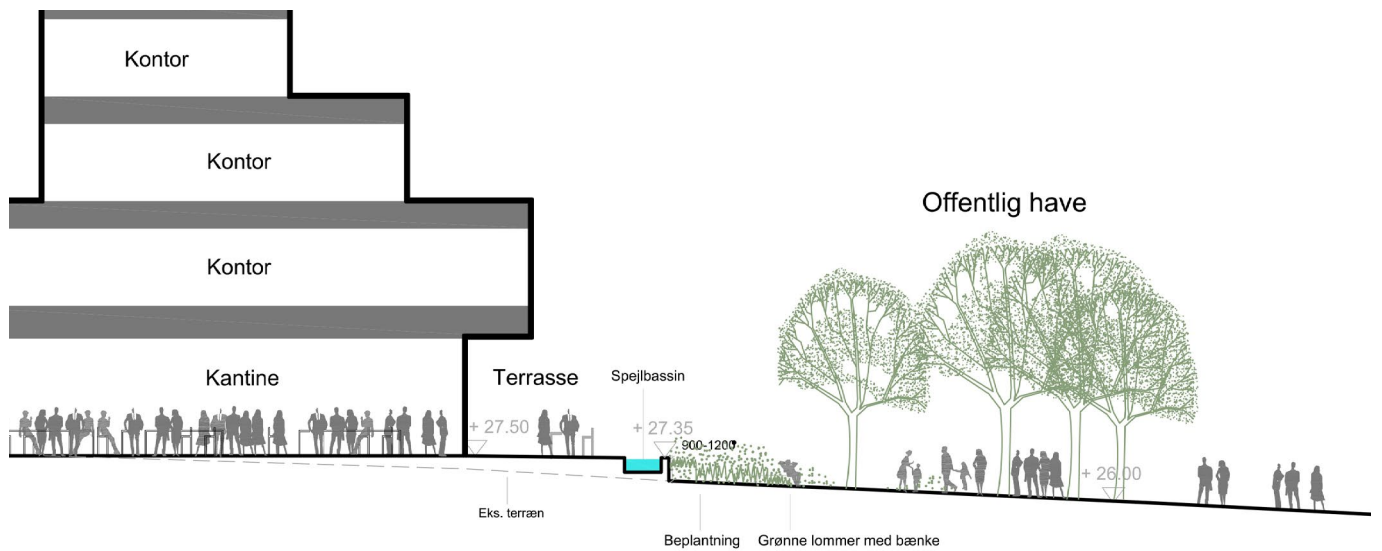 Kontor
Kontor
Offentlig have
Kontor
Kantine
Terrasse
Spejlbassin
+ 27.50
+ 27.35
900-1200
+ 26.00
Eks. terræn
Beplantning
Grønne lommer med bænke